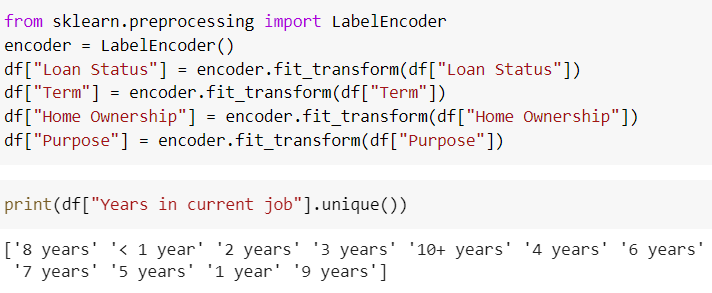 from sklearn.preprocessing import LabelEncoder
encoder = LabelEncoder()
df["Loan Status"] = encoder.fit_transform(df["Loan Status"])
df["Term"] = encoder.fit_transform(df["Term"])
df["Home Ownership"] = encoder.fit_transform(df["Home Ownership"])
df["Purpose"] = encoder.fit_transform(df["Purpose"])
print(df["Years in current job"].unique())
['8 years' '< 1 year' '2 years' '3 years' '10+ years' '4 years' '6 years'
'7 years' '5 years' '1 year' '9 years']